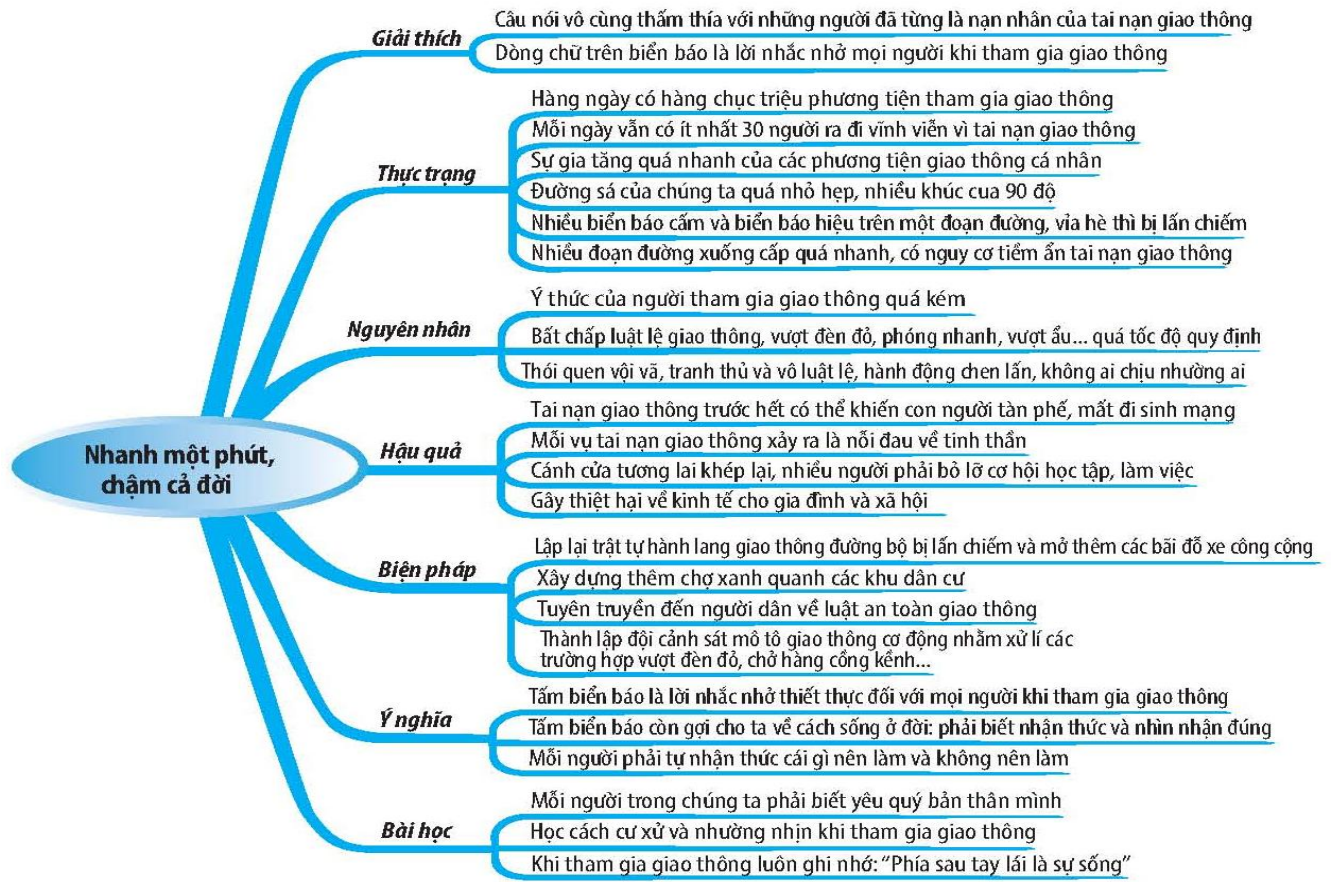 Nhanh một phút,
chậm cả đời
Giải thích
Câu nói vô cùng thấm thía với những người đã từng là nạn nhân của tai nạn giao thông
Dòng chữ trên biển báo là lời nhắc nhở mọi người khi tham gia giao thông
Thực trạng
Hàng ngày có hàng chục triệu phương tiện tham gia giao thông
Mỗi ngày vẫn có ít nhất 30 người ra đi vĩnh viễn vì tai nạn giao thông
Sự gia tăng quá nhanh của các phương tiện giao thông cá nhân
Đường sá của chúng ta quá nhỏ hẹp, nhiều khúc cua 90 độ
Nhiều biển báo cấm và biển báo hiệu trên một đoạn đường, vỉa hè thì bị lấn chiếm
Nhiều đoạn đường xuống cấp quá nhanh, có nguy cơ tiềm ẩn tai nạn giao thông
Nguyên nhân
Ý thức của người tham gia giao thông quá kém
Bất chấp luật lệ giao thông, vượt đèn đỏ, phóng nhanh, vượt ẩu... quá tốc độ quy định
Thói quen vội vã, tranh thủ và vô luật lệ, hành động chen lấn, không ai chịu nhường ai
Hậu quả
Tai nạn giao thông trước hết có thể khiến con người tàn phế, mất đi sinh mạng
Mỗi vụ tai nạn giao thông xảy ra là nỗi đau về tinh thần
Cánh cửa tương lai khép lại, nhiều người phải bỏ lỡ cơ hội học tập, làm việc
Gây thiệt hại về kinh tế cho gia đình và xã hội
Biện pháp
Lập lại trật tự hành lang giao thông đường bộ bị lấn chiếm và mở thêm các bãi đỗ xe công cộng
Xây dựng thêm chợ xanh quanh các khu dân cư
Tuyên truyền đến người dân về luật an toàn giao thông
Thành lập đội cảnh sát mô tô giao thông cơ động nhằm xử lí các
trường hợp vượt đèn đỏ, chở hàng cồng kềnh...
Ý nghĩa
Tấm biển báo là lời nhắc nhở thiết thực đối với mọi người khi tham gia giao thông
Tấm biển báo còn gợi cho ta về cách sống ở đời: phải biết nhận thức và nhìn nhận đúng
Mỗi người phải tự nhận thức cái gì nên làm và không nên làm
Bài học
Mỗi người trong chúng ta phải biết yêu quý bản thân mình
Học cách cư xử và nhường nhịn khi tham gia giao thông
Khi tham gia giao thông luôn ghi nhớ: “Phía sau tay lái là sự sống”